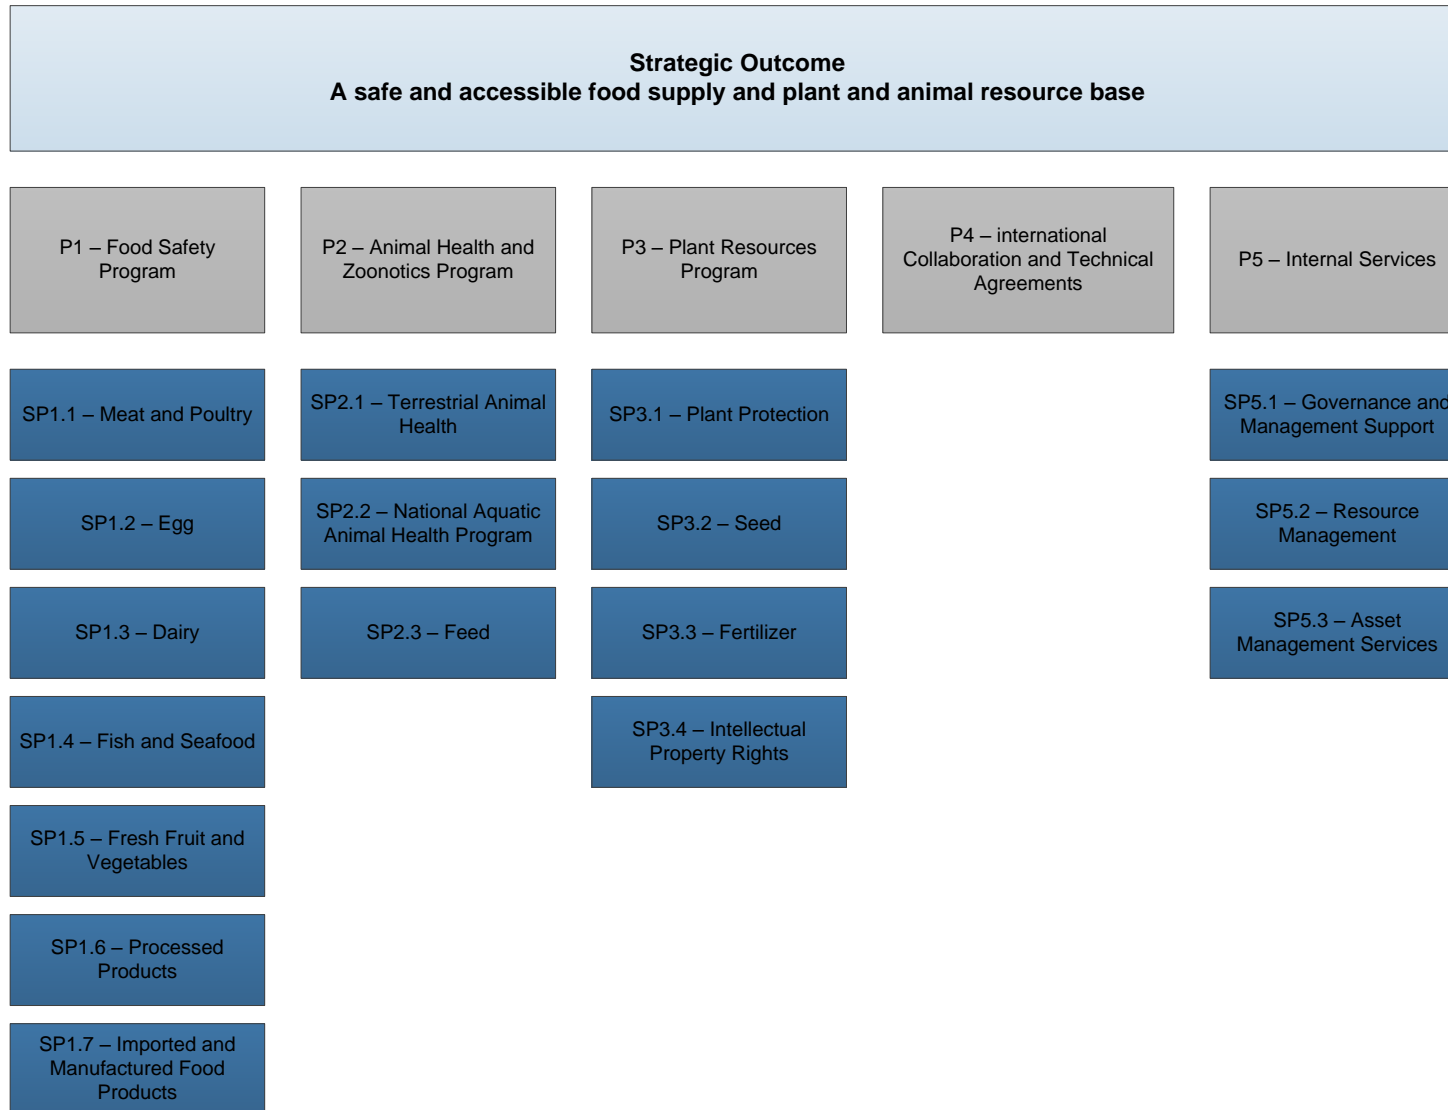 Strategic Outcome
A safe and accessible food supply and plant and animal resource base
P1 – Food Safety
Program
P2 – Animal Health and
Zoonotics Program
P3 – Plant Resources
Program
P4 – international
Collaboration and Technical
Agreements
P5 – Internal Services
SP1.1 – Meat and Poultry
SP1.2 – Egg
SP1.3 – Dairy
SP1.4 – Fish and Seafood
SP1.5 – Fresh Fruit and
Vegetables
SP1.6 – Processed
Products
SP1.7 – Imported and
Manufactured Food
Products
SP2.1 – Terrestrial Animal
Health
SP2.2 – National Aquatic
Animal Health Program
SP2.3 – Feed
SP3.1 – Plant Protection
SP3.2 – Seed
SP3.3 – Fertilizer
SP3.4 – Intellectual
Property Rights
SP5.1 – Governance and
Management Support
SP5.2 – Resource
Management
SP5.3 – Asset
Management Services